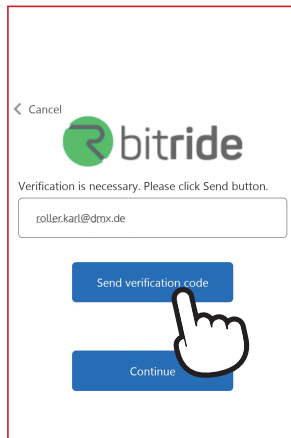 Cancel
bitride
Verification is necessary. Please click Send button.
roller.karl@dmx.de
Send verification code
Continue